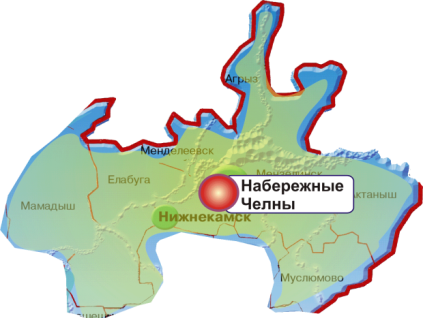 Агрыз
Менделеевск
Мензелинск
Елабуга
Набережные
Челны
Актаныш
Мамадыш
Нижнекамск
Муслюмово